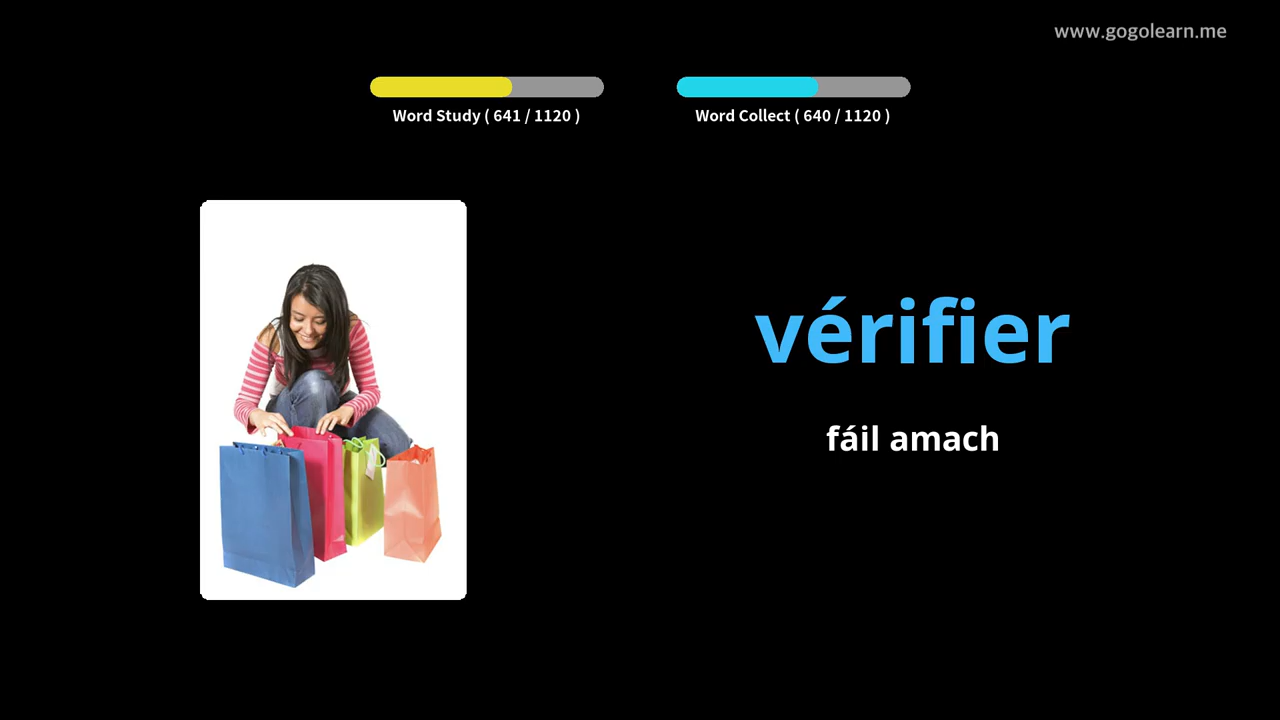 www.gogolearn.me
Word Study ( 641 / 1120 )
Word Collect ( 640 / 1120 )
vérifier
fáil amach